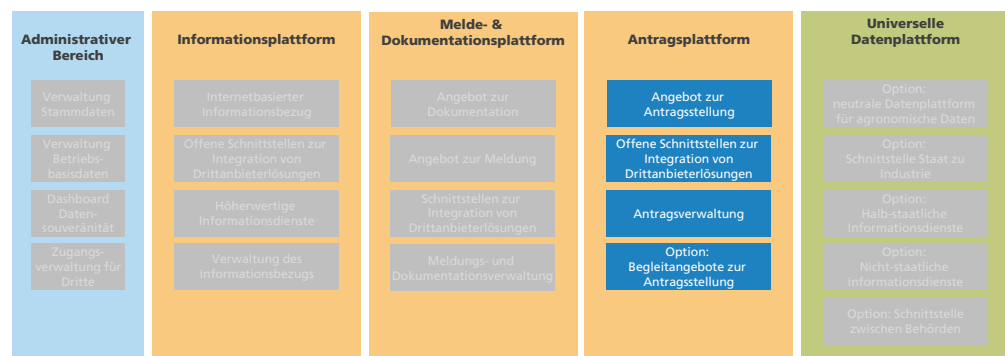 Administrativer
Bereich
Verwaltung
Stammdaten
Verwaltung
Betriebs-
basisdaten
Dashboard
Daten-
souveränität
Zugangs-
verwaltung für
Dritte
Informationsplattform
Internetbasierter
Informationsbezug
Offene Schnittstellen zur
Integration von
Drittanbieterlösungen
Höherwertige
Informationsdienste
Verwaltung des
Informationsbezugs
Melde- &
Dokumentationsplattform
Angebot zur
Dokumentation
Angebot zur Meldung
Schnittstellen zur
Integration von
Drittanbieterlösungen
Meldungs- und
Dokumentationsverwaltung
Antragsplattform
Angebot zur
Antragsstellung
Offene Schnittstellen zur
Integration von
Drittanbieterlösungen
Antragsverwaltung
Option:
Begleitangebote zur
Antragsstellung
Universelle
Datenplattform
Option:
neutrale Datenplattform
für agronomische Daten
Option:
Schnittstelle Staat zu
Industrie
Option:
Halb-staatliche
Informationsdienste
Option:
Nicht-staatliche
Informationsdienste
Option: Schnittstelle
zwischen Behörden